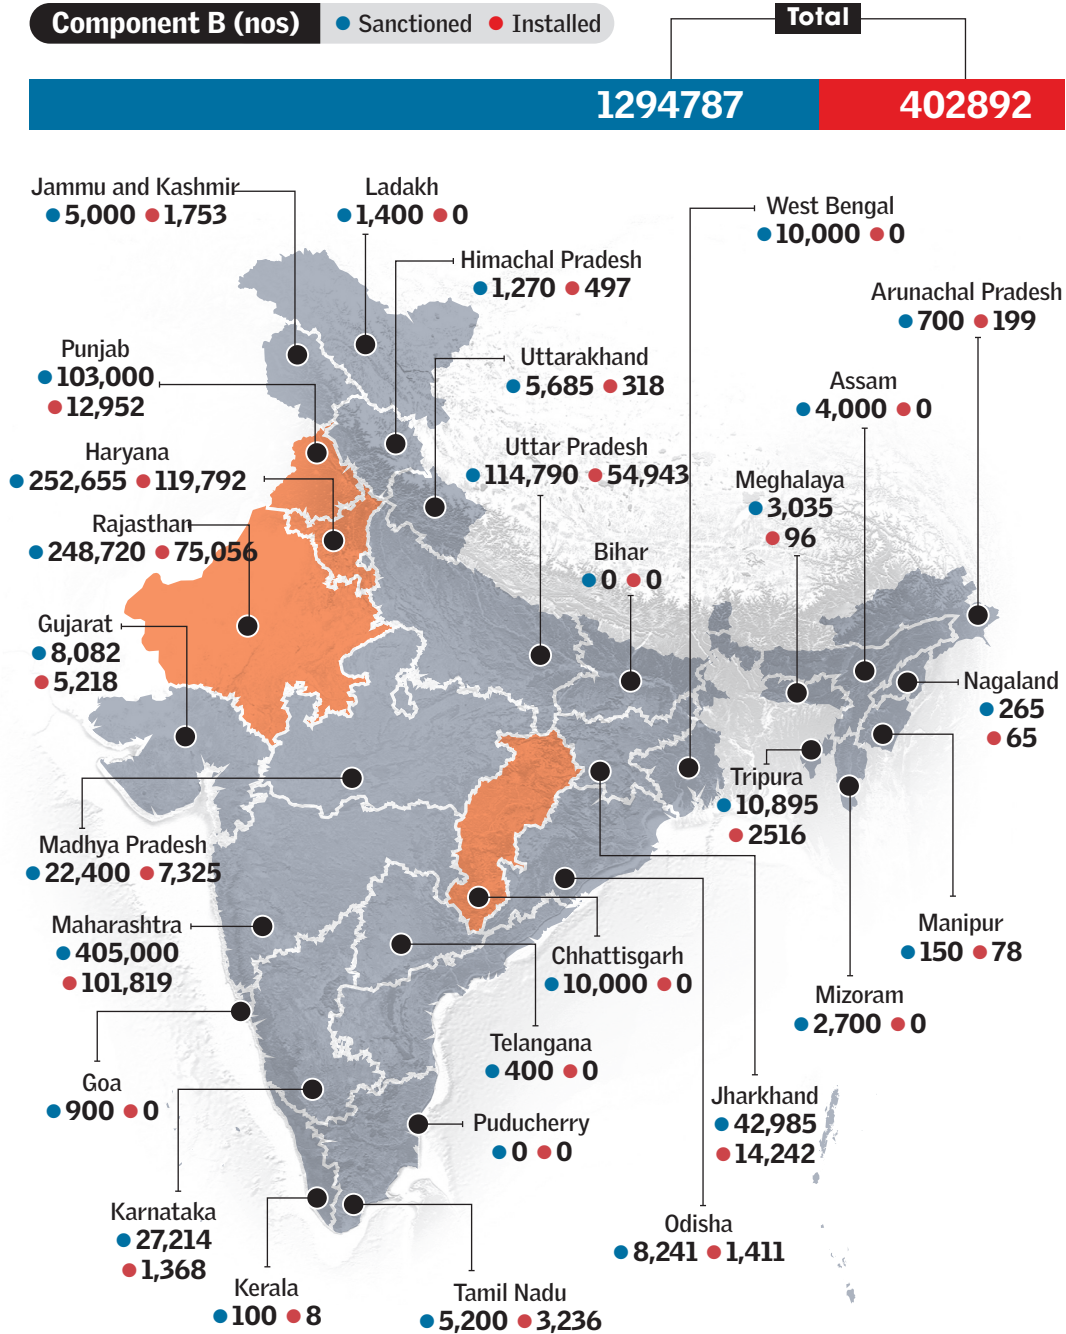 Component B (nos)
Sanctioned
Installed
Total
1294787
402892
Jammu and Kashmir
5,000 1,753
Ladakh
1,400 0
West Bengal
10,000 0
Himachal Pradesh
1,270 497
Arunachal Pradesh
700 199
Punjab
103,000
12,952
Uttarakhand
5,685 318
Assam
4,000 0
Haryana
252,655 119,792
Uttar Pradesh
114,790 54,943
Meghalaya
3,035
96
Rajasthan
248,720 75,056
Bihar
0 0
Gujarat
8,082
5,218
Nagaland
265
65
Tripura
10,895
2516
Madhya Pradesh
22,400 7,325
Maharashtra
405,000
101,819
Chhattisgarh
10,000 0
Manipur
150 78
Mizoram
2,700 0
Telangana
400 0
Goa
900 0
Jharkhand
42,985
14,242
Puducherry
0 0
Karnataka
27,214
1,368
Odisha
8,241 1,411
Kerala
100 8
Tamil Nadu
5,200 3,236